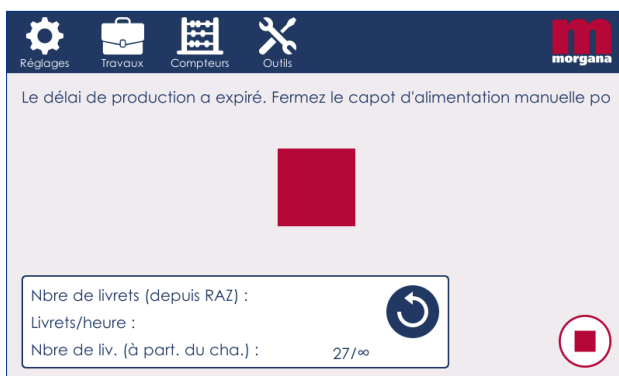 Réglages Travaux Compteurs Outils
m
morgana
Le délai de production a expiré. Fermez le capot d'alimentation manuelle po
Nbre de livrets (depuis RAZ) :
Livrets/heure :
Nbre de liv. (à part. du cha.) : 27/∞